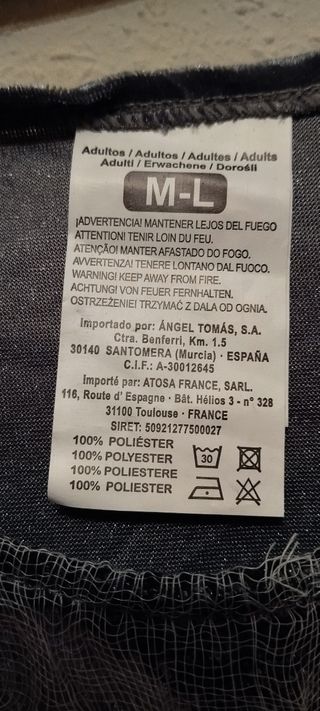 Adultos / Adultos / Adultes / Adults
Adulti / Erwachene / Dorośli
M-L
¡ADVERTENCIA! MANTENER LEJOS DEL FUEGO
ATTENTION! TENIR LOIN DU FEU.
ATENÇÃO! MANTER AFASTADO DO FOGO.
AVVERTENZA! TENERE LONTANO DAL FUOCO.
WARNING! KEEP AWAY FROM FIRE.
ACHTUNG! VON FEUER FERNHALTEN.
OSTRZEŻENIE! TRZYMAĆ Z DALA OD OGNIA.
Importado por: ÁNGEL TOMÁS, S.A.
Ctra. Benferri, Km. 1.5
30140 SANTOMERA (Murcia) · ESPAÑA
C.I.F.: A-30012645
Importé par: ATOSA FRANCE, SARL.
116, Route d' Espagne · Bât. Hélios 3 - n° 328
31100 Toulouse · FRANCE
SIRET: 50921277500027
100% POLIÉSTER
100% POLYESTER
100% POLIESTERE
100% POLIESTER
30